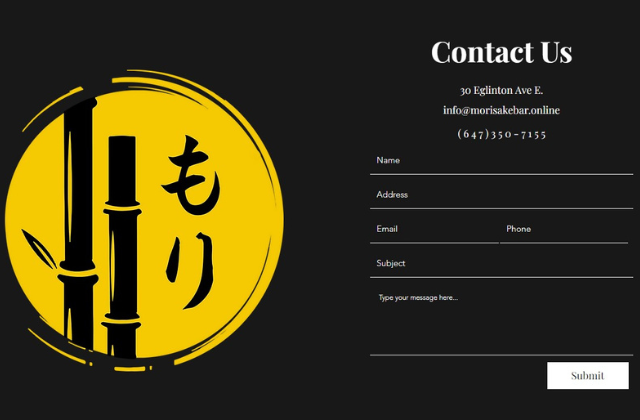 もり
Contact Us
30 Eglinton Ave E.
info@morisakebar.online
(647)350-7155
Name
Address
Email Phone
Subject
Type your message here...
Submit